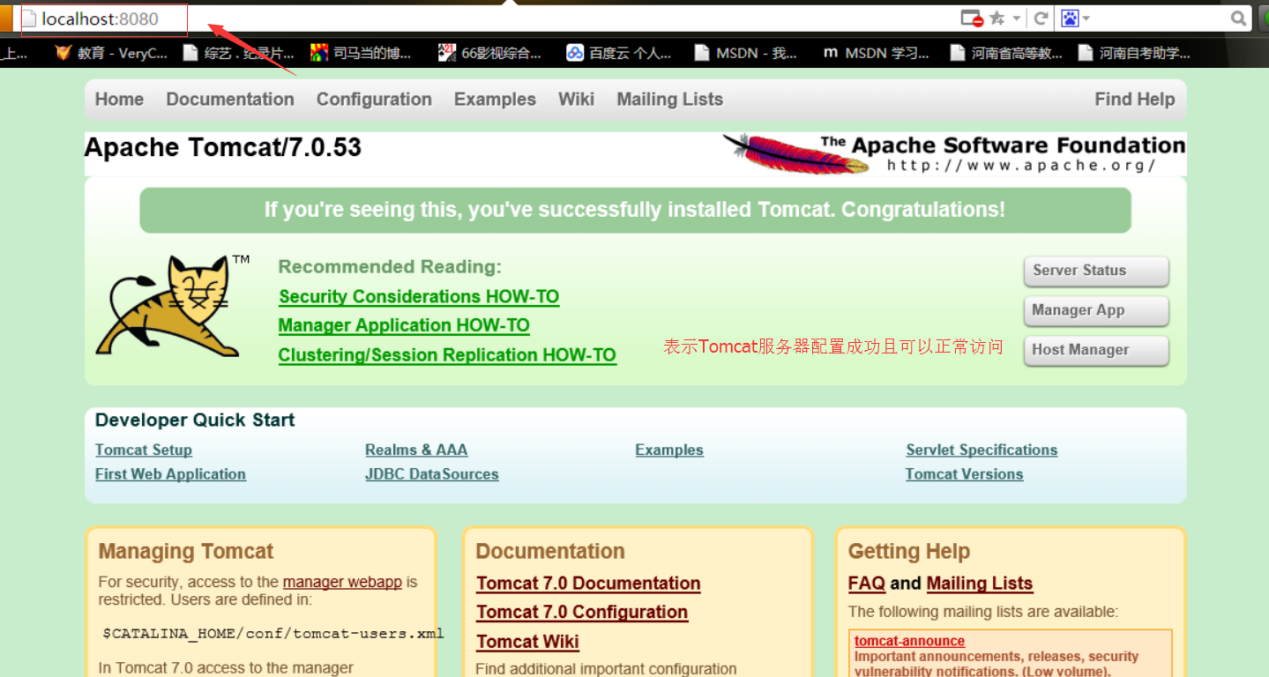 localhost:8080
上...
教育 - VeryC...
综艺 . 纪录片...
司马当的博...
66影视综合...
百度云 个人...
MSDN - 我...
m MSDN 学习...
河南省高等教...
河南自考助学...
Home Documentation Configuration Examples Wiki Mailing Lists Find Help
Apache Tomcat/7.0.53
The Apache Software Foundation
http://www.apache.org/
If you're seeing this, you've successfully installed Tomcat. Congratulations!
TM
Recommended Reading:
Security Considerations HOW-TO
Manager Application HOW-TO
Clustering/Session Replication HOW-TO
表示Tomcat服务器配置成功且可以正常访问
Server Status
Manager App
Host Manager
Developer Quick Start
Tomcat Setup
First Web Application
Realms & AAA
JDBC DataSources
Examples
Servlet Specifications
Tomcat Versions
Managing Tomcat
For security, access to the manager webapp is
restricted. Users are defined in:
$CATALINA_HOME/conf/tomcat-users.xml
In Tomcat 7.0 access to the manager
Documentation
Tomcat 7.0 Documentation
Tomcat 7.0 Configuration
Tomcat Wiki
Find additional important configuration
Getting Help
FAQ and Mailing Lists
The following mailing lists are available:
tomcat-announce
Important announcements, releases, security
vulnerability notifications. (Low volume).